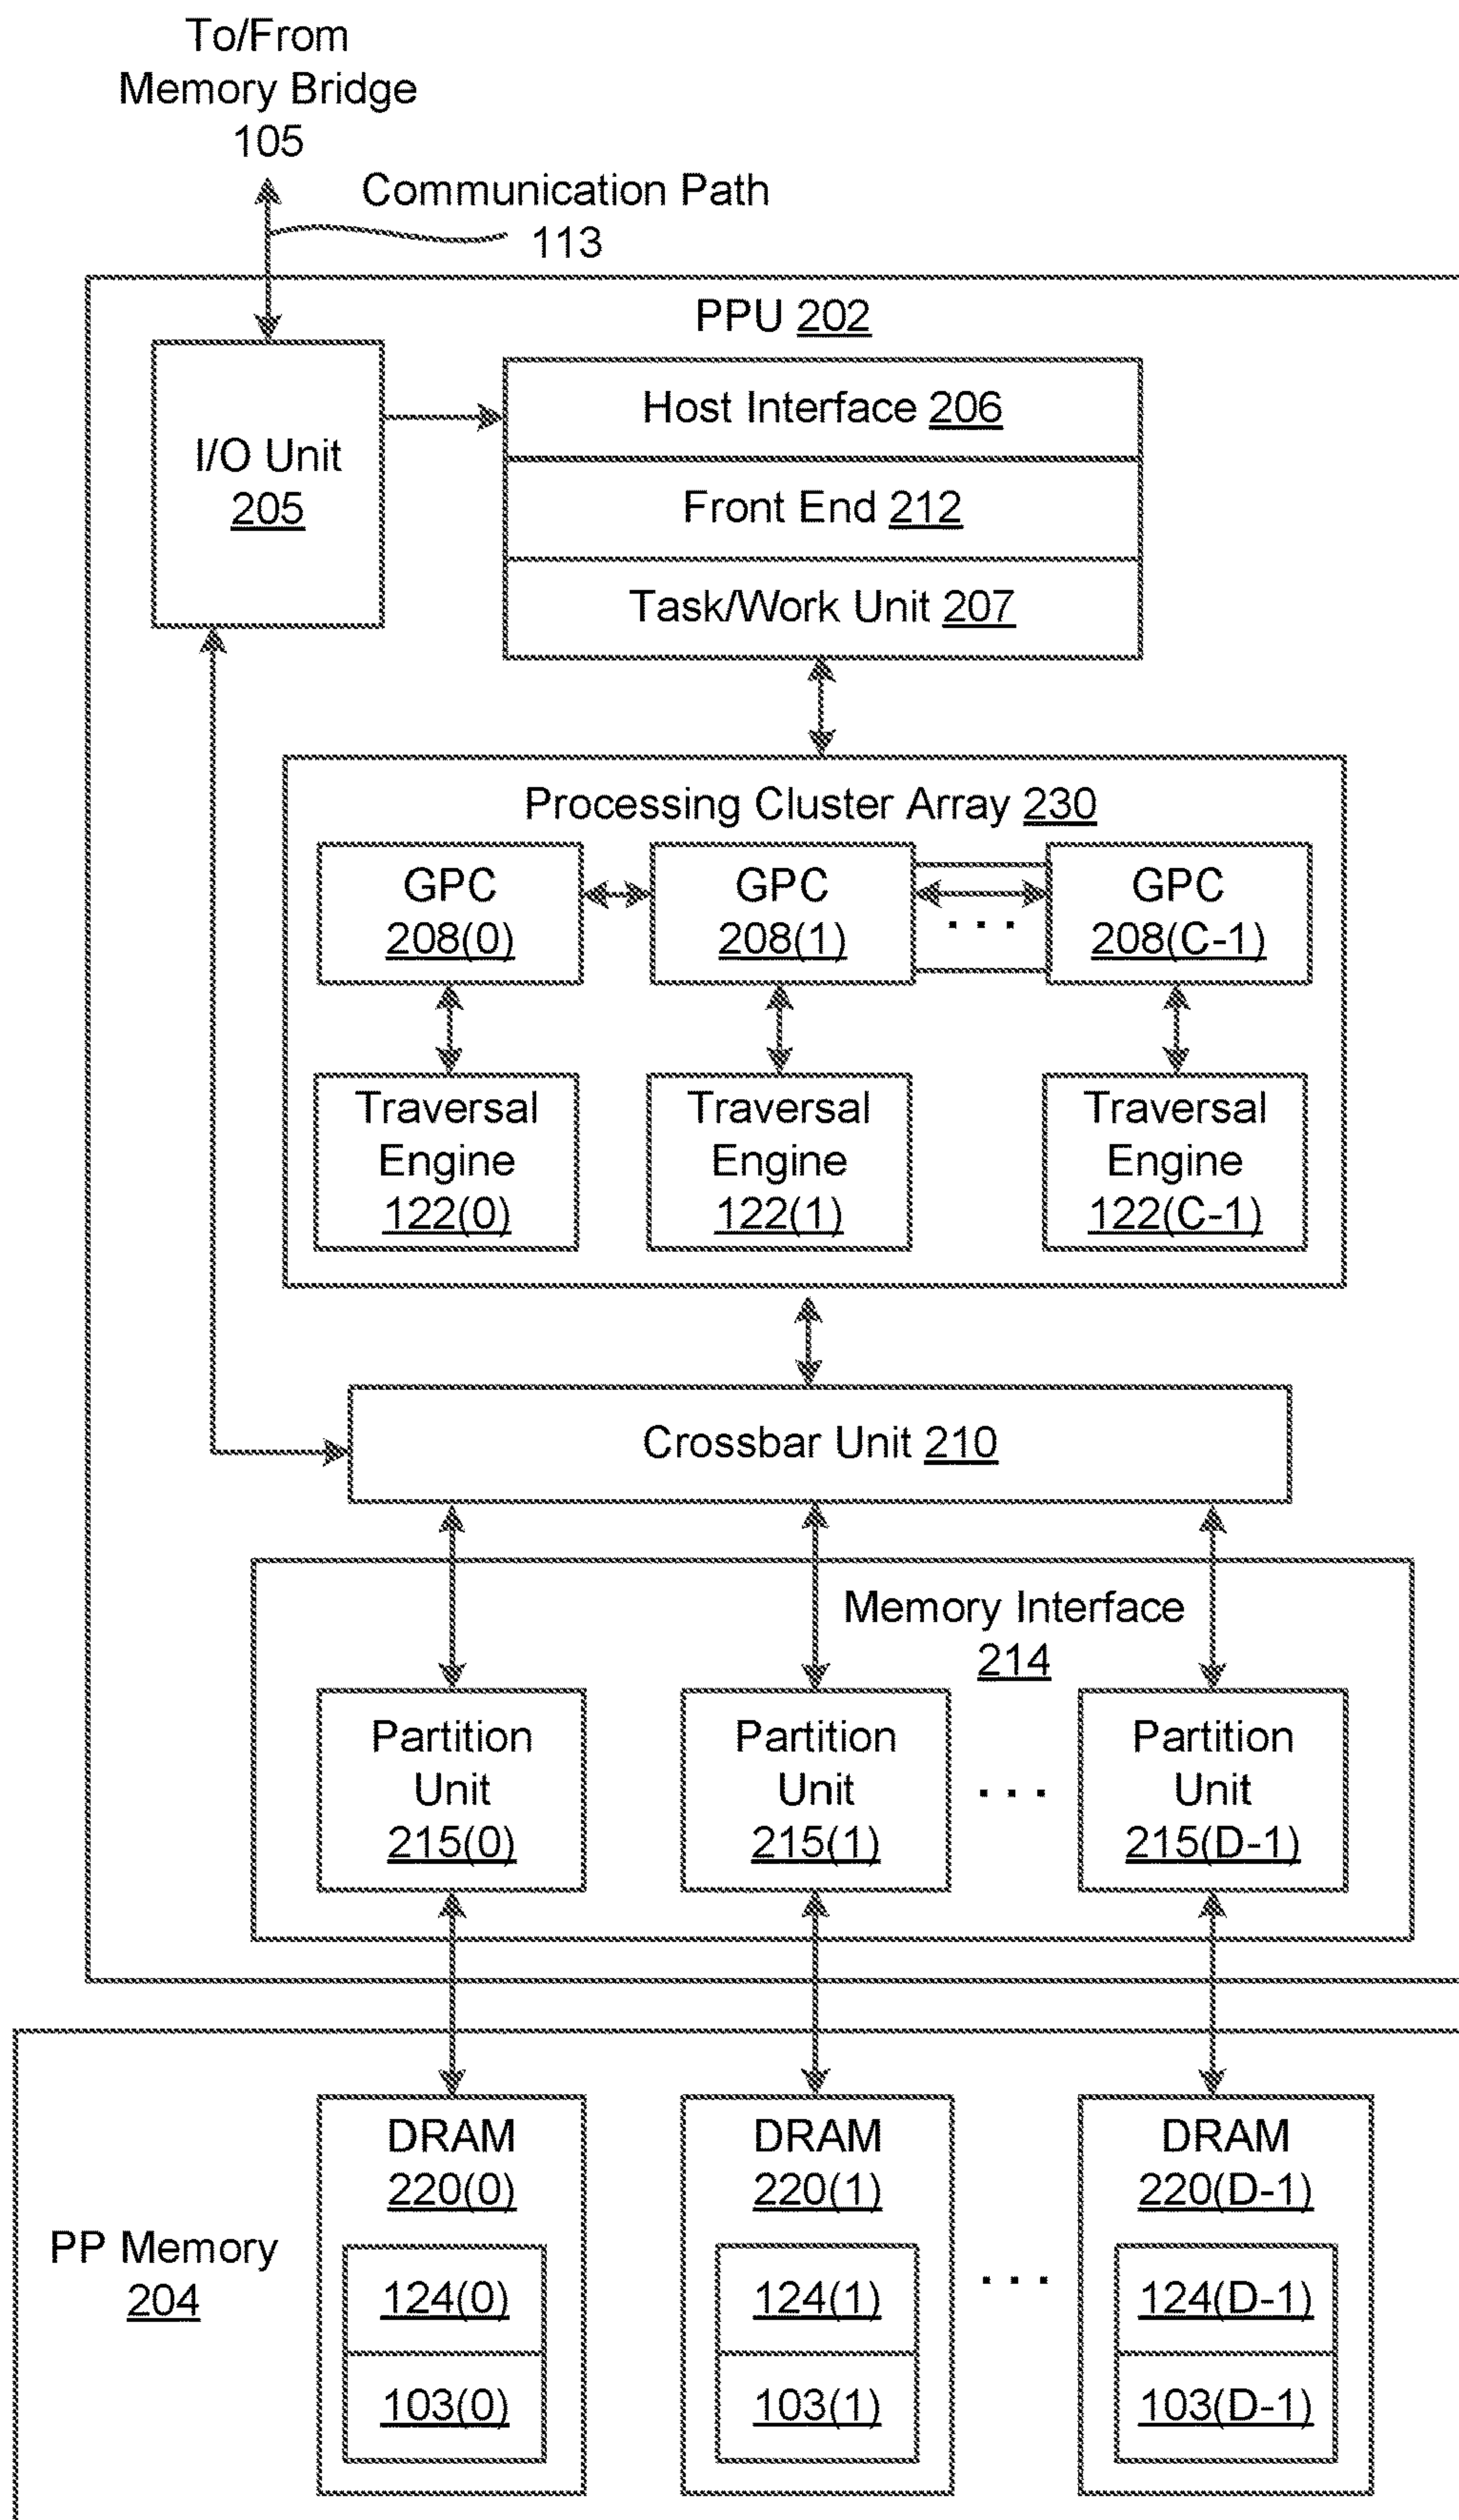 To/From
Memory Bridge
105
Communication Path
113
PPU 202
I/O Unit
205
Host Interface 206
Front End 212
Task/Work Unit 207
Processing Cluster Array 230
GPC
208(0)
GPC
208(1)
. . .
GPC
208(C-1)
Traversal
Engine
122(0)
Traversal
Engine
122(1)
Traversal
Engine
122(C-1)
Crossbar Unit 210
Memory Interface
214
Partition
Unit
215(0)
Partition
Unit
215(1)
. . .
Partition
Unit
215(D-1)
PP Memory
204
DRAM
220(0)
124(0)
103(0)
DRAM
220(1)
124(1)
103(1)
. . .
DRAM
220(D-1)
124(D-1)
103(D-1)